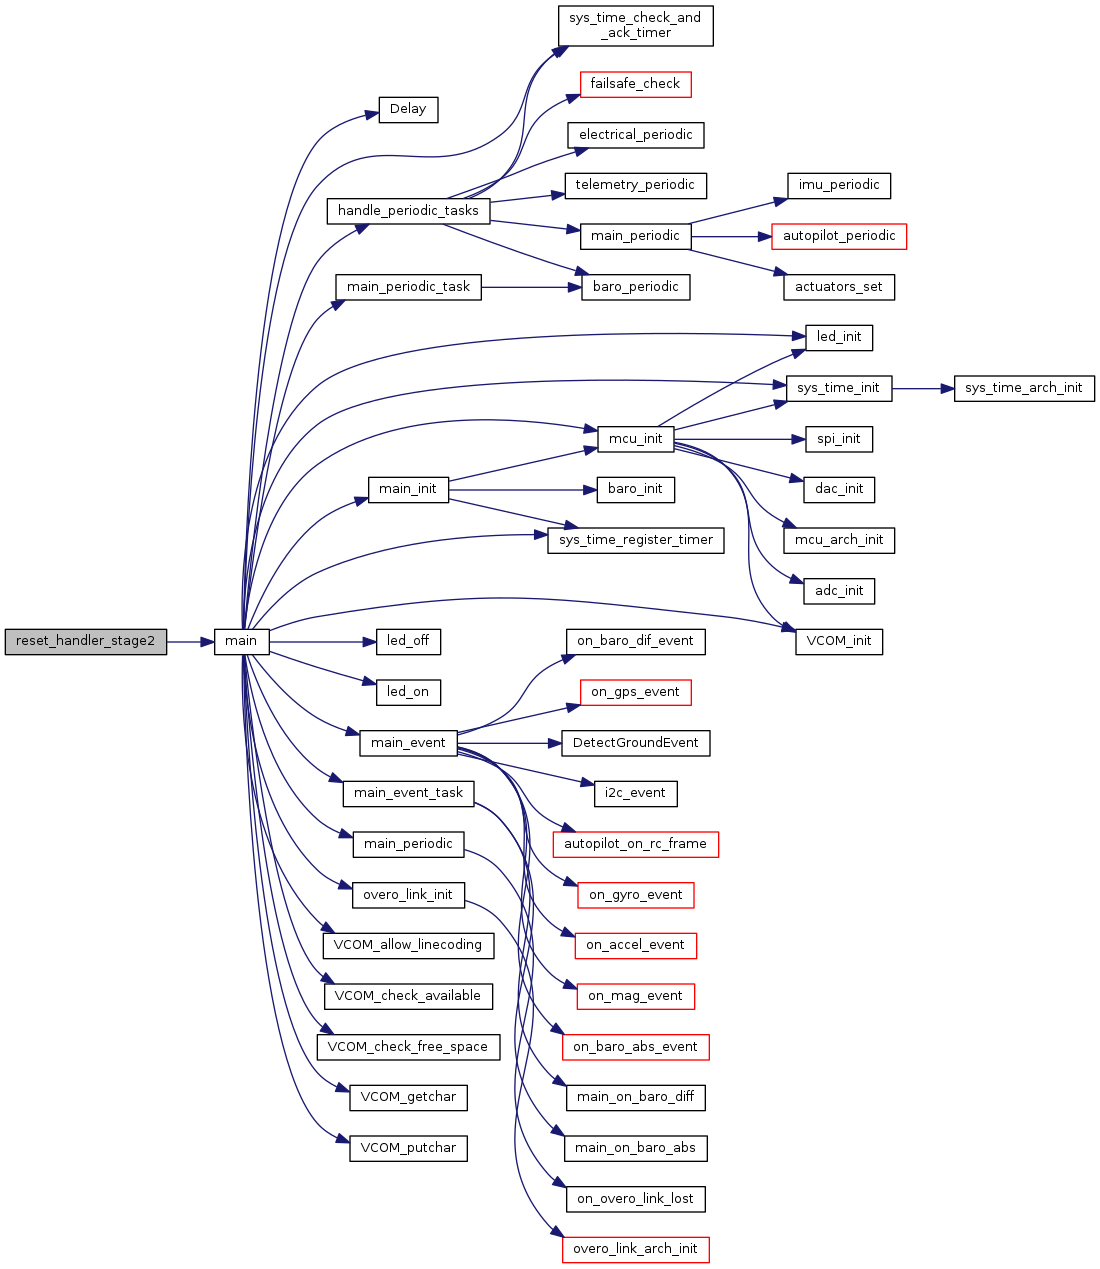 sys_time_check_and
_ack_timer
failsafe_check
Delay
electrical_periodic
telemetry_periodic
imu_periodic
handle_periodic_tasks
main_periodic
autopilot_periodic
main_periodic_task
baro_periodic
actuators_set
led_init
sys_time_init
sys_time_arch_init
mcu_init
spi_init
main_init
baro_init
dac_init
sys_time_register_timer
mcu_arch_init
adc_init
reset_handler_stage2
main
led_off
on_baro_dif_event
VCOM_init
led_on
on_gps_event
main_event
DetectGroundEvent
main_event_task
i2c_event
main_periodic
autopilot_on_rc_frame
overo_link_init
on_gyro_event
VCOM_allow_linecoding
on_accel_event
VCOM_check_available
on_mag_event
VCOM_check_free_space
on_baro_abs_event
VCOM_getchar
main_on_baro_diff
VCOM_putchar
main_on_baro_abs
on_overo_link_lost
overo_link_arch_init